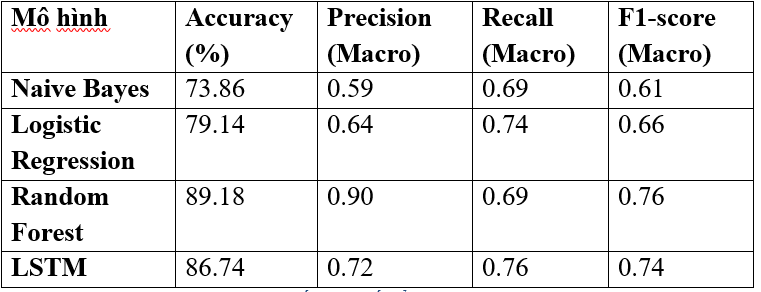 Mô hình Accuracy (%) Precision (Macro) Recall (Macro) F1-score (Macro)
Naive Bayes 73.86 0.59 0.69 0.61
Logistic Regression 79.14 0.64 0.74 0.66
Random Forest 89.18 0.90 0.69 0.76
LSTM 86.74 0.72 0.76 0.74